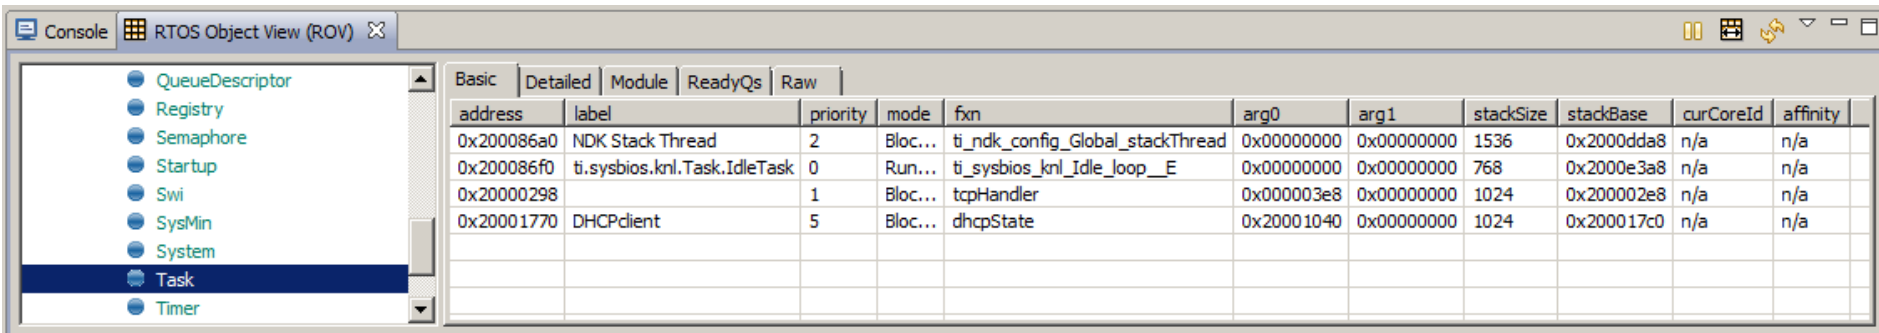 Console RTOS Object View (ROV)
QueueDescriptor
Registry
Semaphore
Startup
Swi
SysMin
System
Task
Timer
Basic Detailed Module ReadyQs Raw
address label priority mode fxn arg0 arg1 stackSize stackBase curCoreId affinity
0x200086a0 NDK Stack Thread 2 Bloc... ti_ndk_config_Global_stackThread 0x00000000 0x00000000 1536 0x2000dda8 n/a n/a
0x200086f0 ti.sysbios.knl.Task.IdleTask 0 Run... ti_sysbios_knl_Idle_loop__E 0x00000000 0x00000000 768 0x2000e3a8 n/a n/a
0x20000298 1 Bloc... tcpHandler 0x000003e8 0x00000000 1024 0x200002e8 n/a n/a
0x20001770 DHCPclient 5 Bloc... dhcpState 0x20001040 0x00000000 1024 0x200017c0 n/a n/a